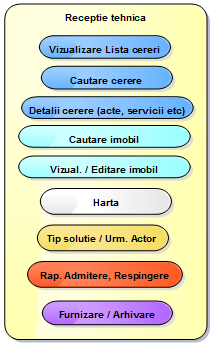 Receptie tehnica
Vizualizare Lista cereri
Cautare cerere
Detalii cerere (acte, servicii etc)
Cautare imobil
Vizual. / Editare imobil
Harta
Tip solutie / Urm. Actor
Rap. Admitere, Respingere
Furnizare / Arhivare